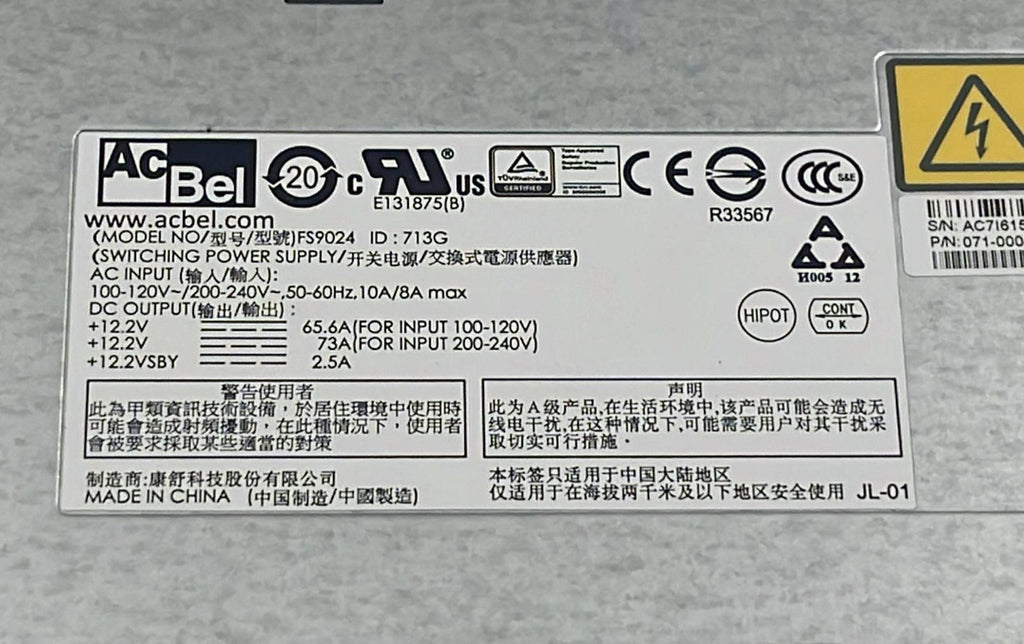 AcBel
20
c RU US
®
E131875(B)
TÜVRheinland
CERTIFIED
Type Approved
Safety
Regular Production
Surveillance
CE
CCC S&E
R33567
www.acbel.com
(MODEL NO/型号/型號)FS9024 ID : 713G
(SWITCHING POWER SUPPLY/开关电源/交換式電源供應器)
AC INPUT (输入/輸入):
100-120V~/200-240V~,50-60Hz,10A/8A max
DC OUTPUT(输出/輸出) :
+12.2V 65.6A(FOR INPUT 100-120V)
+12.2V 73A(FOR INPUT 200-240V)
+12.2VSBY 2.5A
H005 12
HIPOT
CONT
OK
警告使用者
此為甲類資訊技術設備，於居住環境中使用時
可能會造成射頻擾動，在此種情況下，使用者
會被要求採取某些適當的對策
声明
此为A级产品,在生活环境中,该产品可能会造成无
线电干扰,在这种情况下,可能需要用户对其干扰采
取切实可行措施。
制造商:康舒科技股份有限公司
MADE IN CHINA (中国制造/中國製造)
本标签只适用于中国大陆地区
仅适用于在海拔两千米及以下地区安全使用 JL-01
S/N: AC7I615
P/N: 071-000